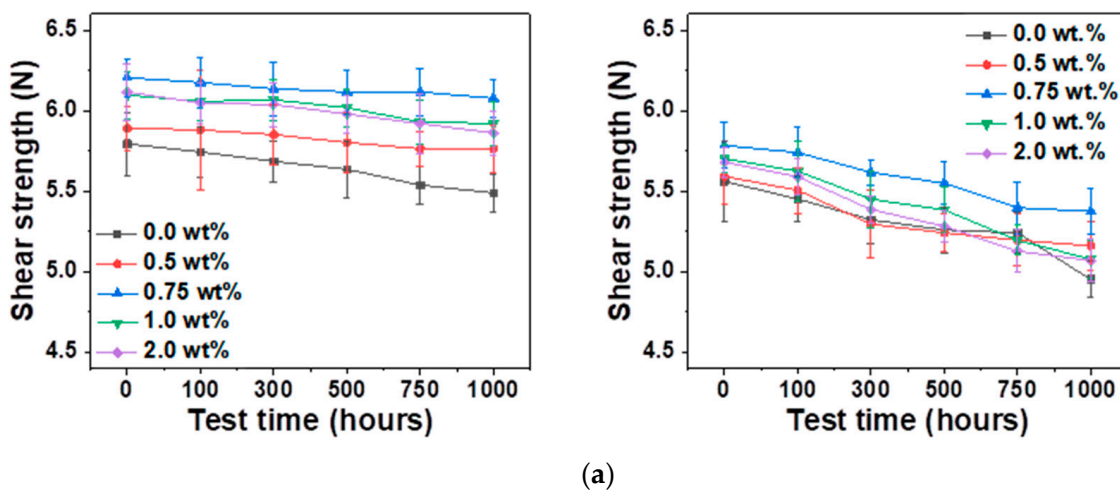 Shear strength (N)
6.5
6.0
5.5
5.0
4.5
0.0 wt%
0.5 wt%
0.75 wt%
1.0 wt%
2.0 wt%
0 100 300 500 750 1000
Test time (hours)
Shear strength (N)
6.5
6.0
5.5
5.0
4.5
0.0 wt.%
0.5 wt.%
0.75 wt.%
1.0 wt.%
2.0 wt.%
0 100 300 500 750 1000
Test time (hours)
(a)